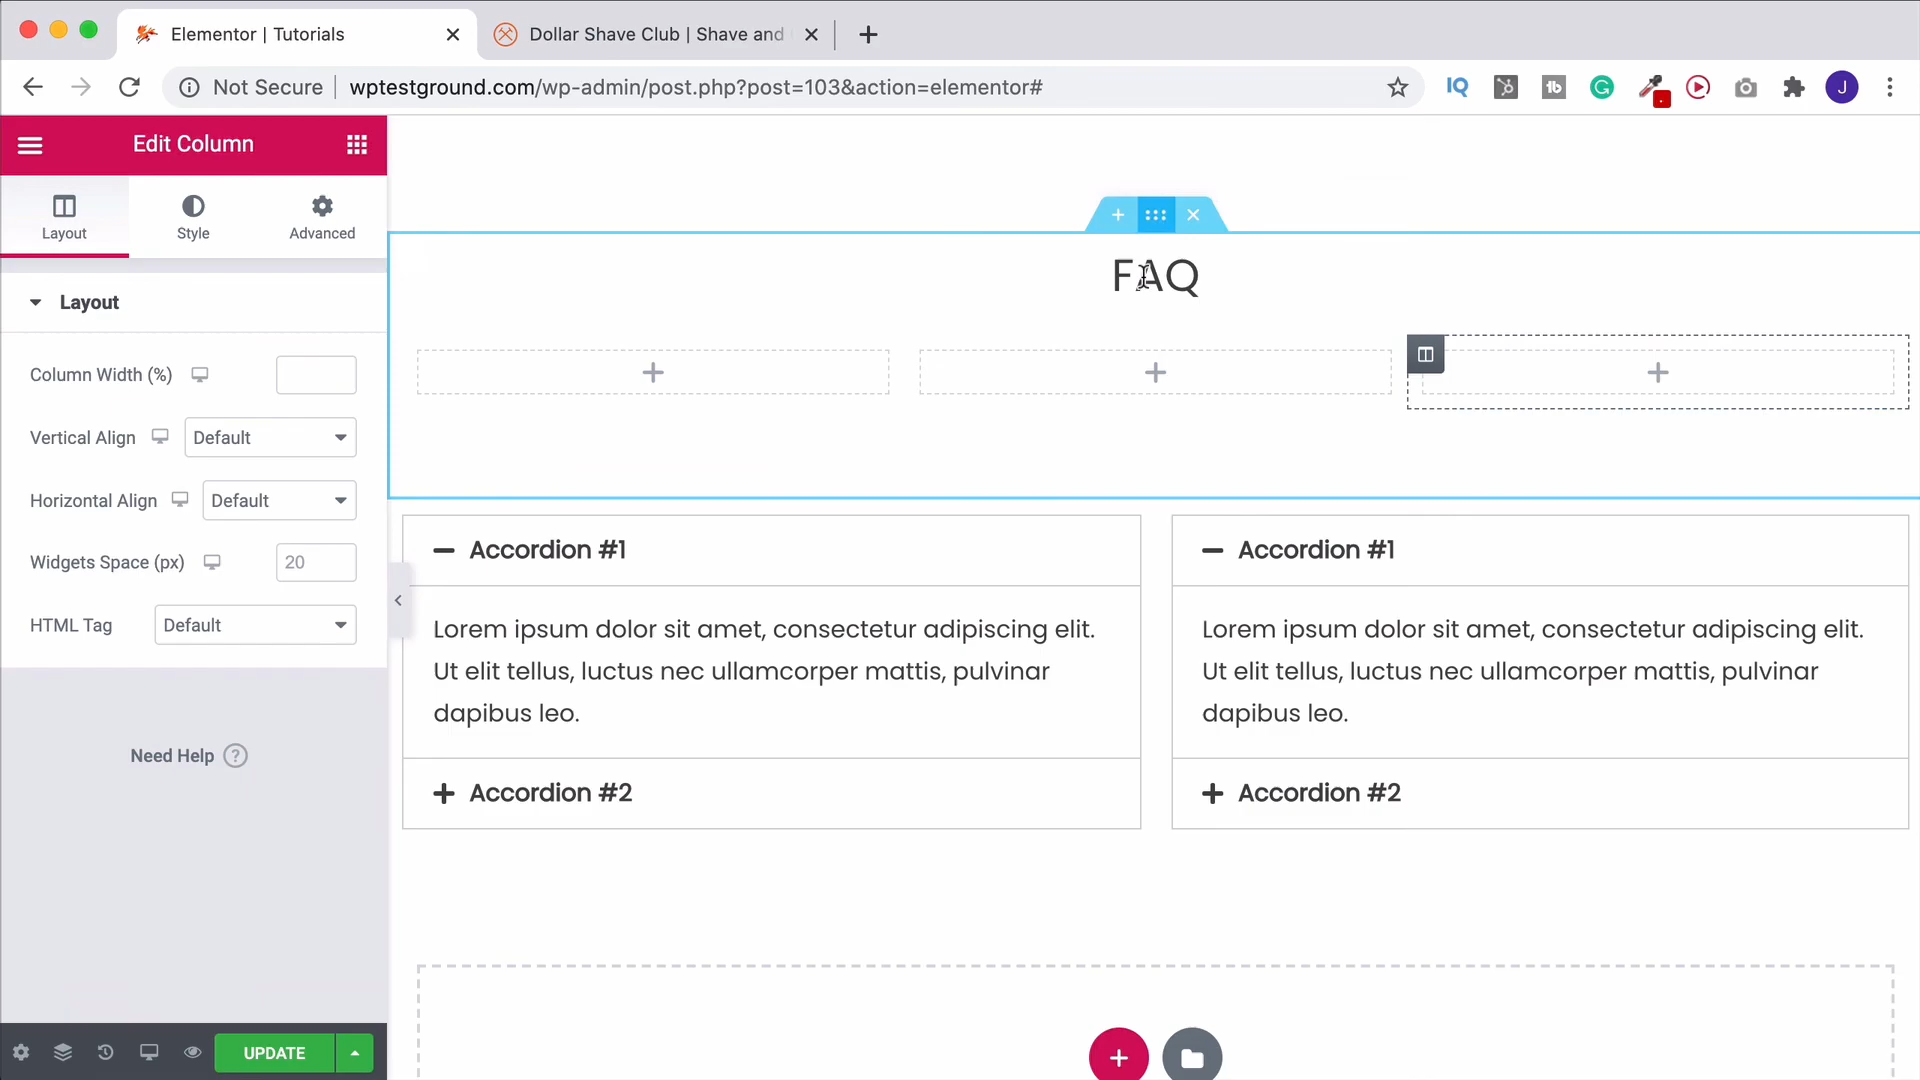 Elementor | Tutorials
Dollar Shave Club | Shave and
Not Secure
wptestground.com/wp-admin/post.php?post=103&action=elementor#
IQ
tb
G
J
Edit Column
Layout
Style
Advanced
Layout
Column Width (%)
Vertical Align
Default
Horizontal Align
Default
Widgets Space (px)
20
HTML Tag
Default
Need Help ?
UPDATE
FAQ
Accordion #1
Lorem ipsum dolor sit amet, consectetur adipiscing elit.
Ut elit tellus, luctus nec ullamcorper mattis, pulvinar
dapibus leo.
Accordion #2
Accordion #1
Lorem ipsum dolor sit amet, consectetur adipiscing elit.
Ut elit tellus, luctus nec ullamcorper mattis, pulvinar
dapibus leo.
Accordion #2